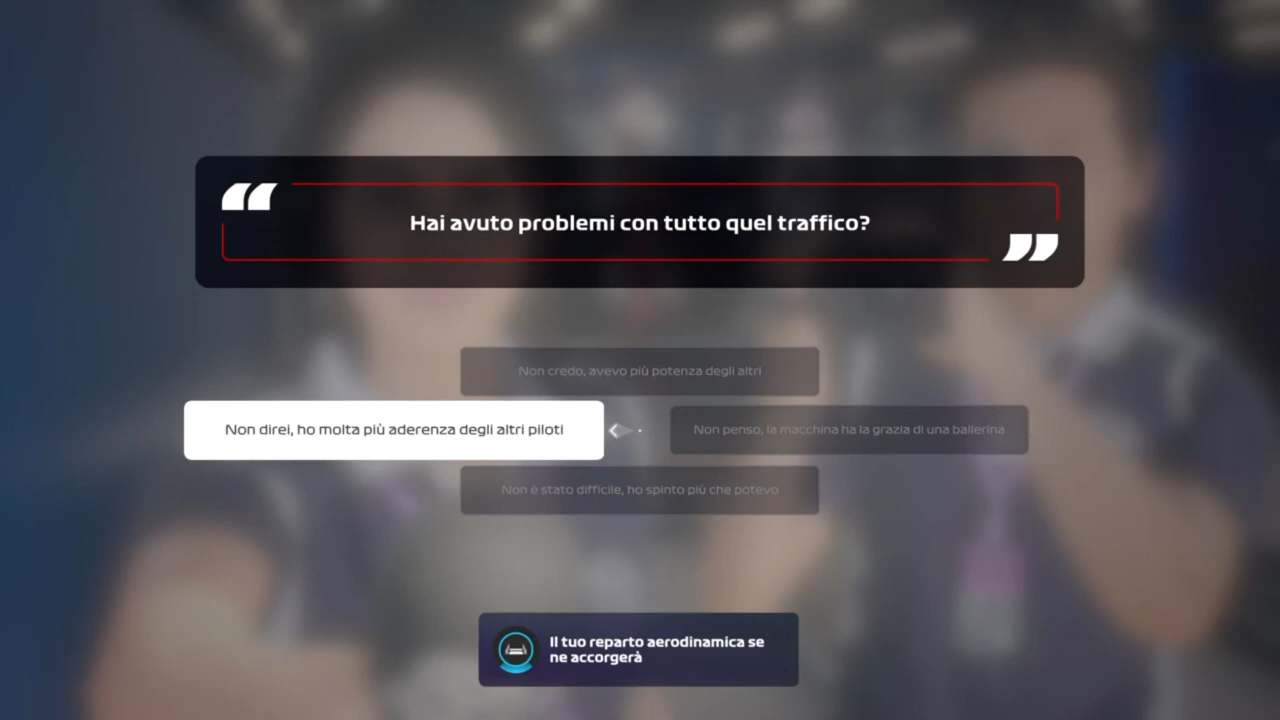 Hai avuto problemi con tutto quel traffico?
Non credo, avevo più potenza degli altri
Non direi, ho molta più aderenza degli altri piloti
Non penso, la macchina ha la grazia di una ballerina
Non è stato difficile, ho spinto più che potevo
Il tuo reparto aerodinamica se
ne accorgerà